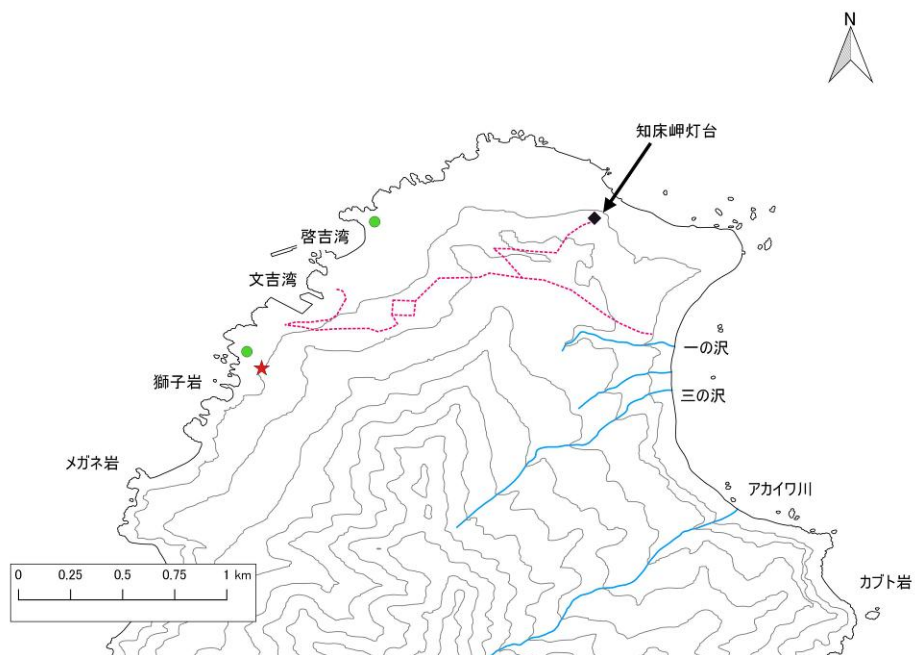 N
知床岬灯台
啓吉湾
文吉湾
一の沢
獅子岩
三の沢
メガネ岩
アカイワ川
0 0.25 0.5 0.75 1 km
カブト岩